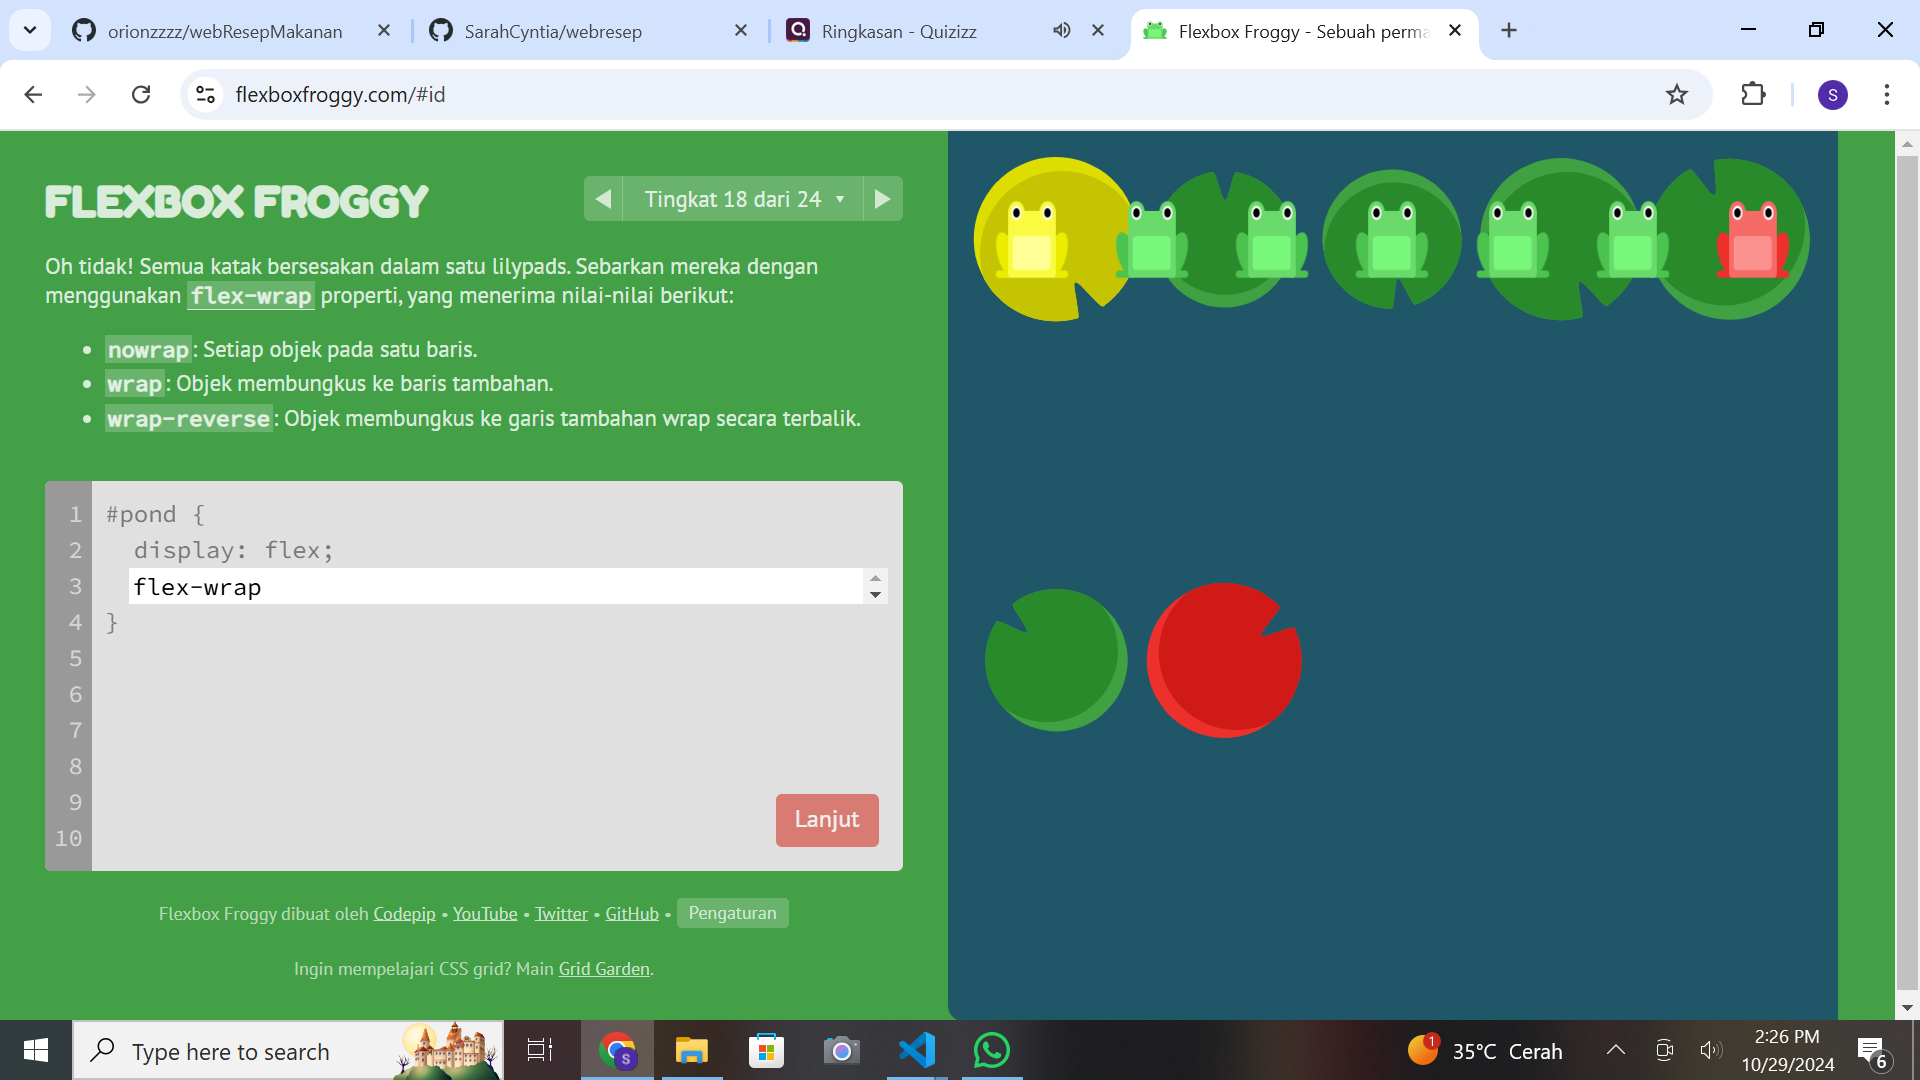 orionzzzz/webResepMakanan
SarahCyntia/webresep
Ringkasan - Quizizz
Flexbox Froggy - Sebuah perma
flexboxfroggy.com/#id
S
FLEXBOX FROGGY
Tingkat 18 dari 24
Oh tidak! Semua katak bersesakan dalam satu lilypads. Sebarkan mereka dengan
menggunakan flex-wrap properti, yang menerima nilai-nilai berikut:
• nowrap: Setiap objek pada satu baris.
• wrap: Objek membungkus ke baris tambahan.
• wrap-reverse: Objek membungkus ke garis tambahan wrap secara terbalik.
1 #pond {
2 display: flex;
3 flex-wrap
4 }
5
6
7
8
9
10
Lanjut
Flexbox Froggy dibuat oleh Codepip • YouTube • Twitter • GitHub • Pengaturan
Ingin mempelajari CSS grid? Main Grid Garden.
Type here to search
S
1
35°C Cerah
2:26 PM
10/29/2024
6